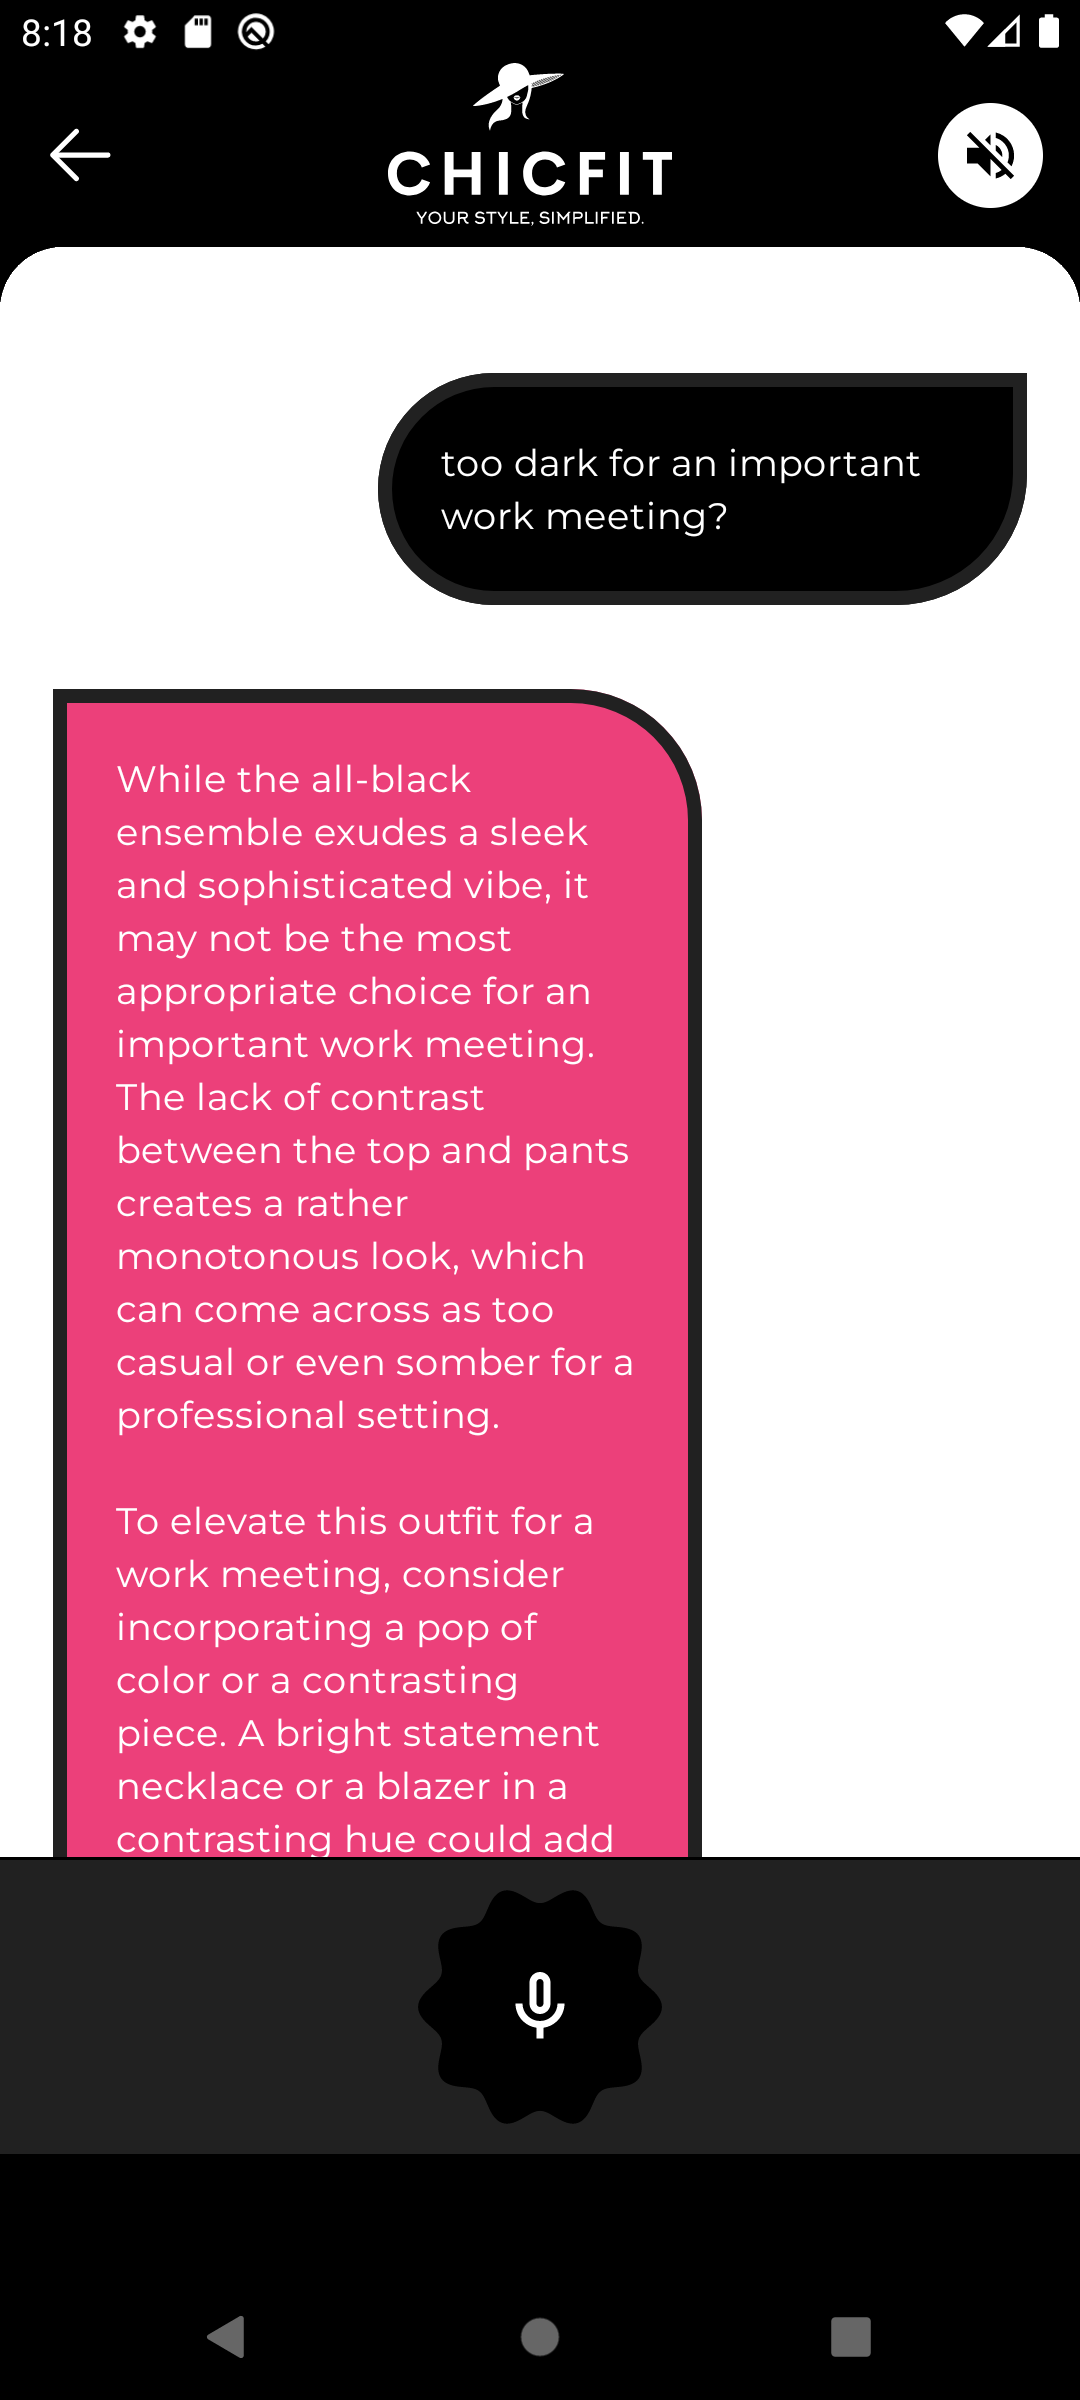 8:18
CHICFIT
YOUR STYLE, SIMPLIFIED.
too dark for an important
work meeting?
While the all-black
ensemble exudes a sleek
and sophisticated vibe, it
may not be the most
appropriate choice for an
important work meeting.
The lack of contrast
between the top and pants
creates a rather
monotonous look, which
can come across as too
casual or even somber for a
professional setting.
To elevate this outfit for a
work meeting, consider
incorporating a pop of
color or a contrasting
piece. A bright statement
necklace or a blazer in a
contrasting hue could add